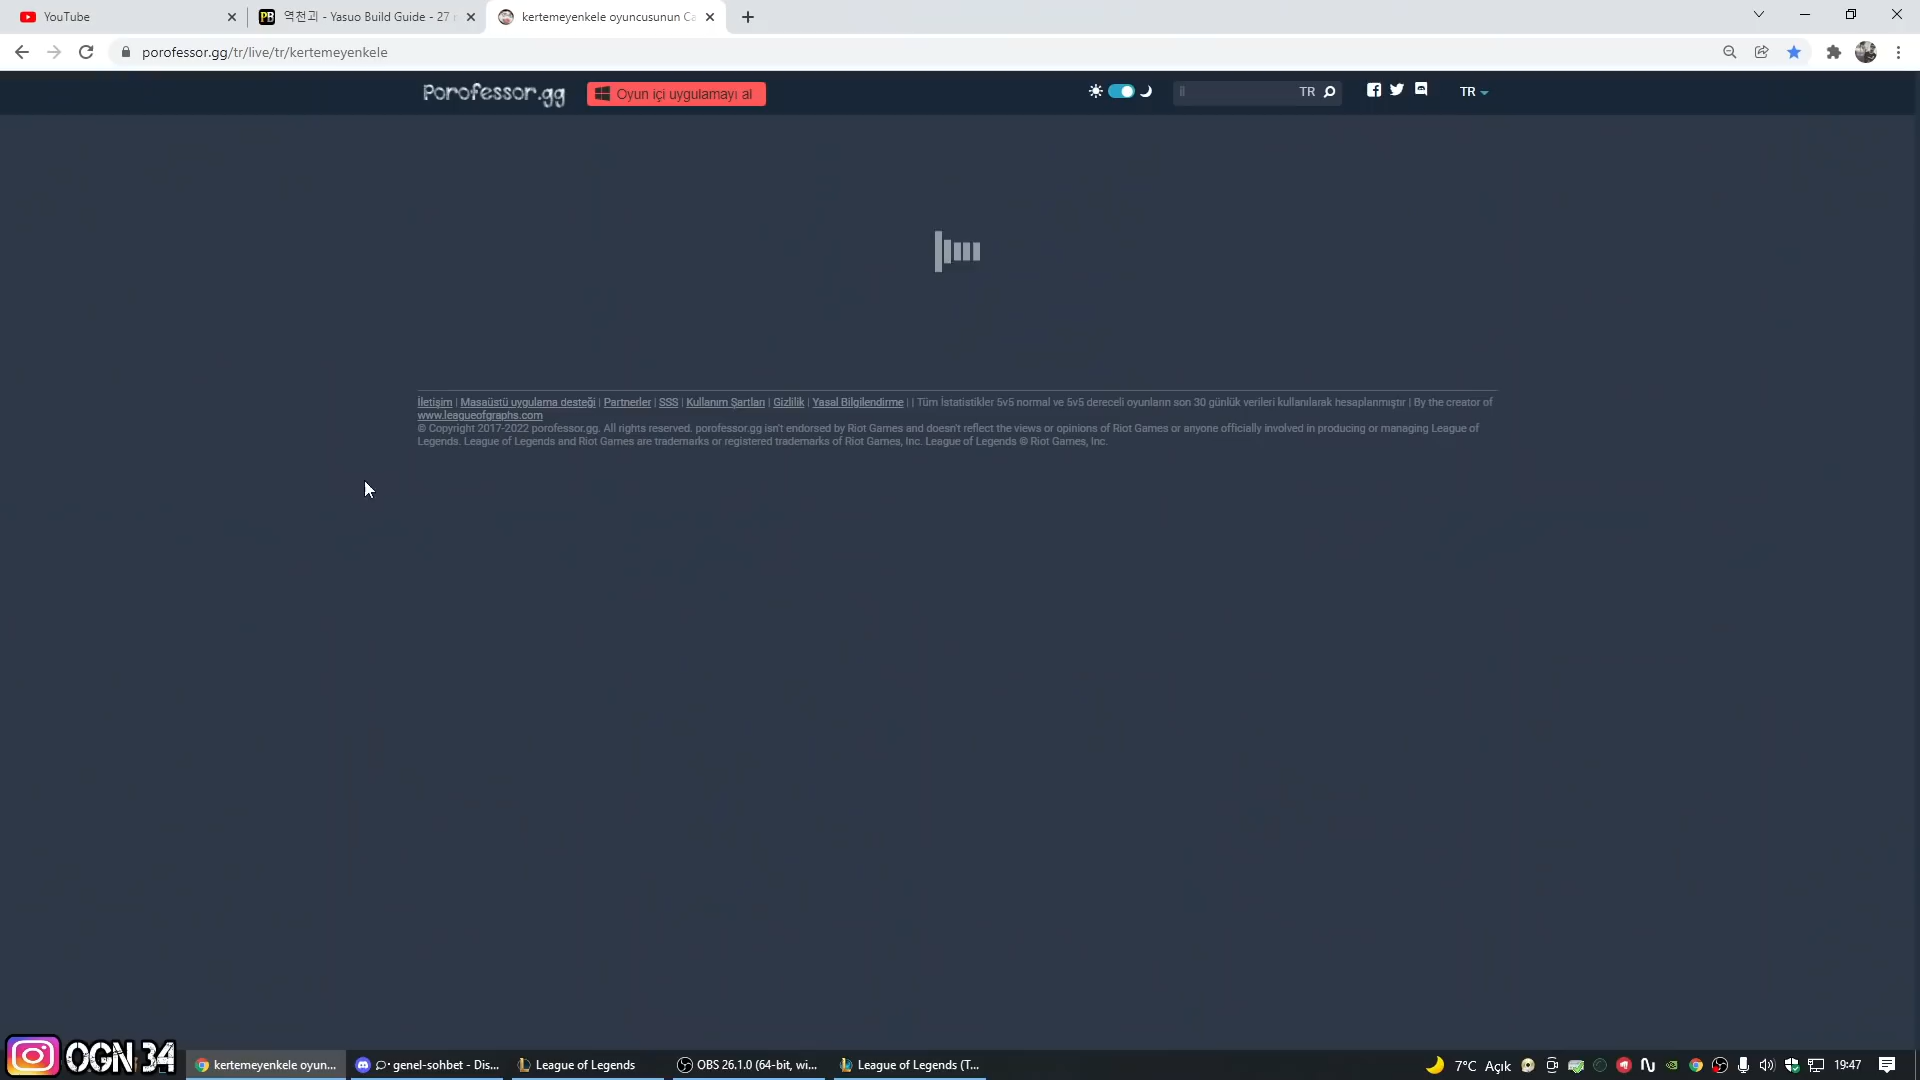 YouTube
역천괴 - Yasuo Build Guide - 27
kertemeyenkele oyuncusunun Ca
porofessor.gg/tr/live/tr/kertemeyenkele
Porofessor.gg
Oyun içi uygulamayı al
TR
TR
İletişim | Masaüstü uygulama desteği | Partnerler | SSS | Kullanım Şartları | Gizlilik | Yasal Bilgilendirme | | Tüm İstatistikler 5v5 normal ve 5v5 dereceli oyunların son 30 günlük verileri kullanılarak hesaplanmıştır | By the creator of
www.leagueofgraphs.com
© Copyright 2017-2022 porofessor.gg. All rights reserved. porofessor.gg isn't endorsed by Riot Games and doesn't reflect the views or opinions of Riot Games or anyone officially involved in producing or managing League of
Legends. League of Legends and Riot Games are trademarks or registered trademarks of Riot Games, Inc. League of Legends © Riot Games, Inc.
OGN 34
kertemeyenkele oyun...
genel-sohbet - Dis...
League of Legends
OBS 26.1.0 (64-bit, wi...
League of Legends (T...
7°C Açık
19:47